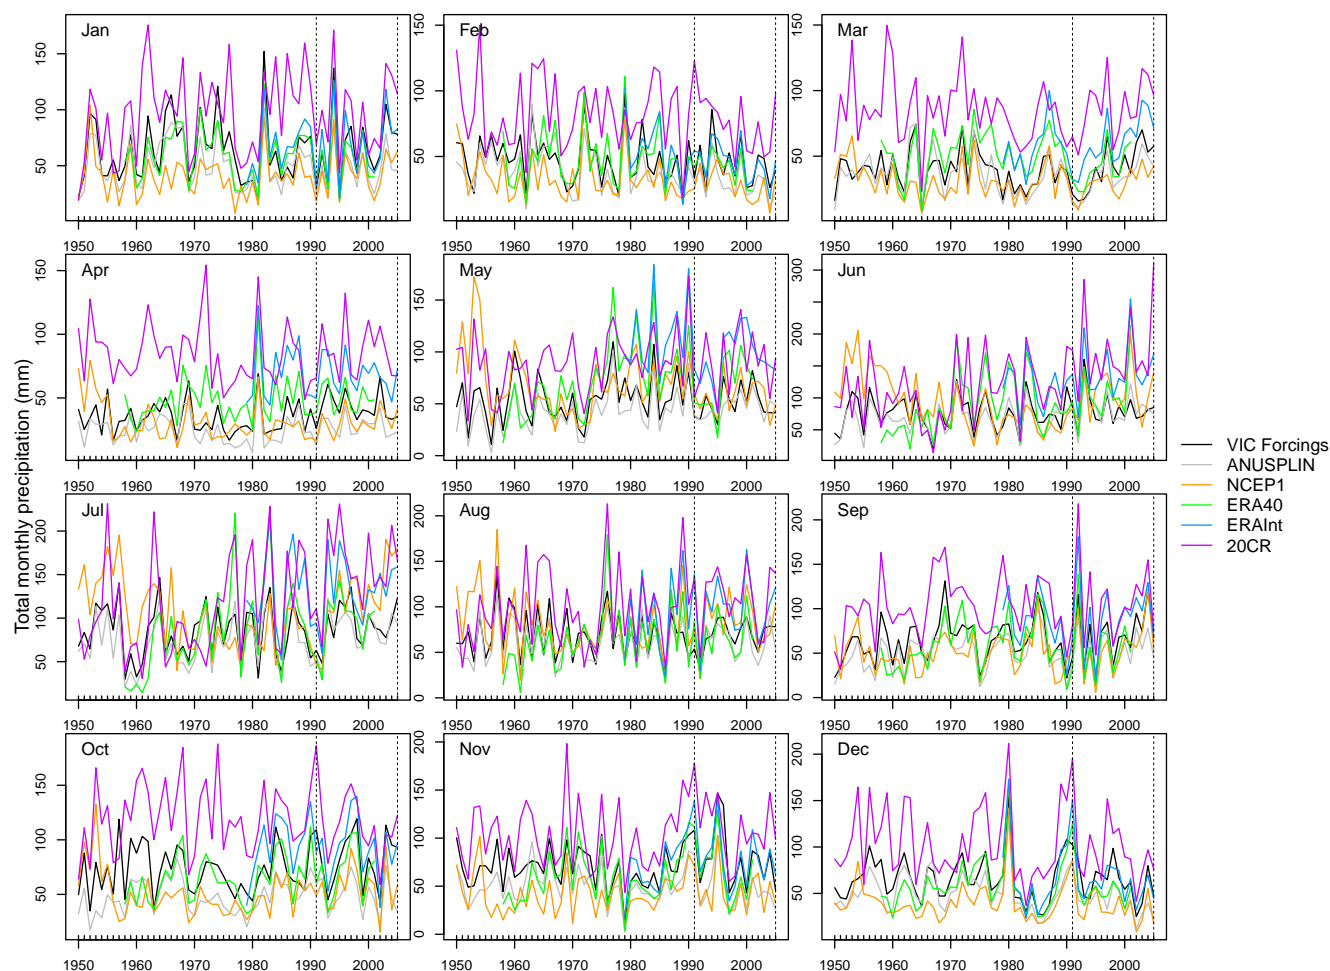 Jan
Feb
Mar
50 100 150
50 100 150
50 100 150
1950 1960 1970 1980 1990 2000
1950 1960 1970 1980 1990 2000
1950 1960 1970 1980 1990 2000
Apr
May
Jun
0 50 100 150
0 50 100 150
50 100 200 300
1950 1960 1970 1980 1990 2000
1950 1960 1970 1980 1990 2000
1950 1960 1970 1980 1990 2000
Total monthly precipitation (mm)
VIC Forcings
ANUSPLIN
NCEP1
ERA40
ERAInt
20CR
Jul
Aug
Sep
50 100 150 200
0 50 100 150 200
0 50 100 150 200
1950 1960 1970 1980 1990 2000
1950 1960 1970 1980 1990 2000
1950 1960 1970 1980 1990 2000
Oct
Nov
Dec
50 100 150
0 50 100 150 200
50 100 150 200
1950 1960 1970 1980 1990 2000
1950 1960 1970 1980 1990 2000
1950 1960 1970 1980 1990 2000